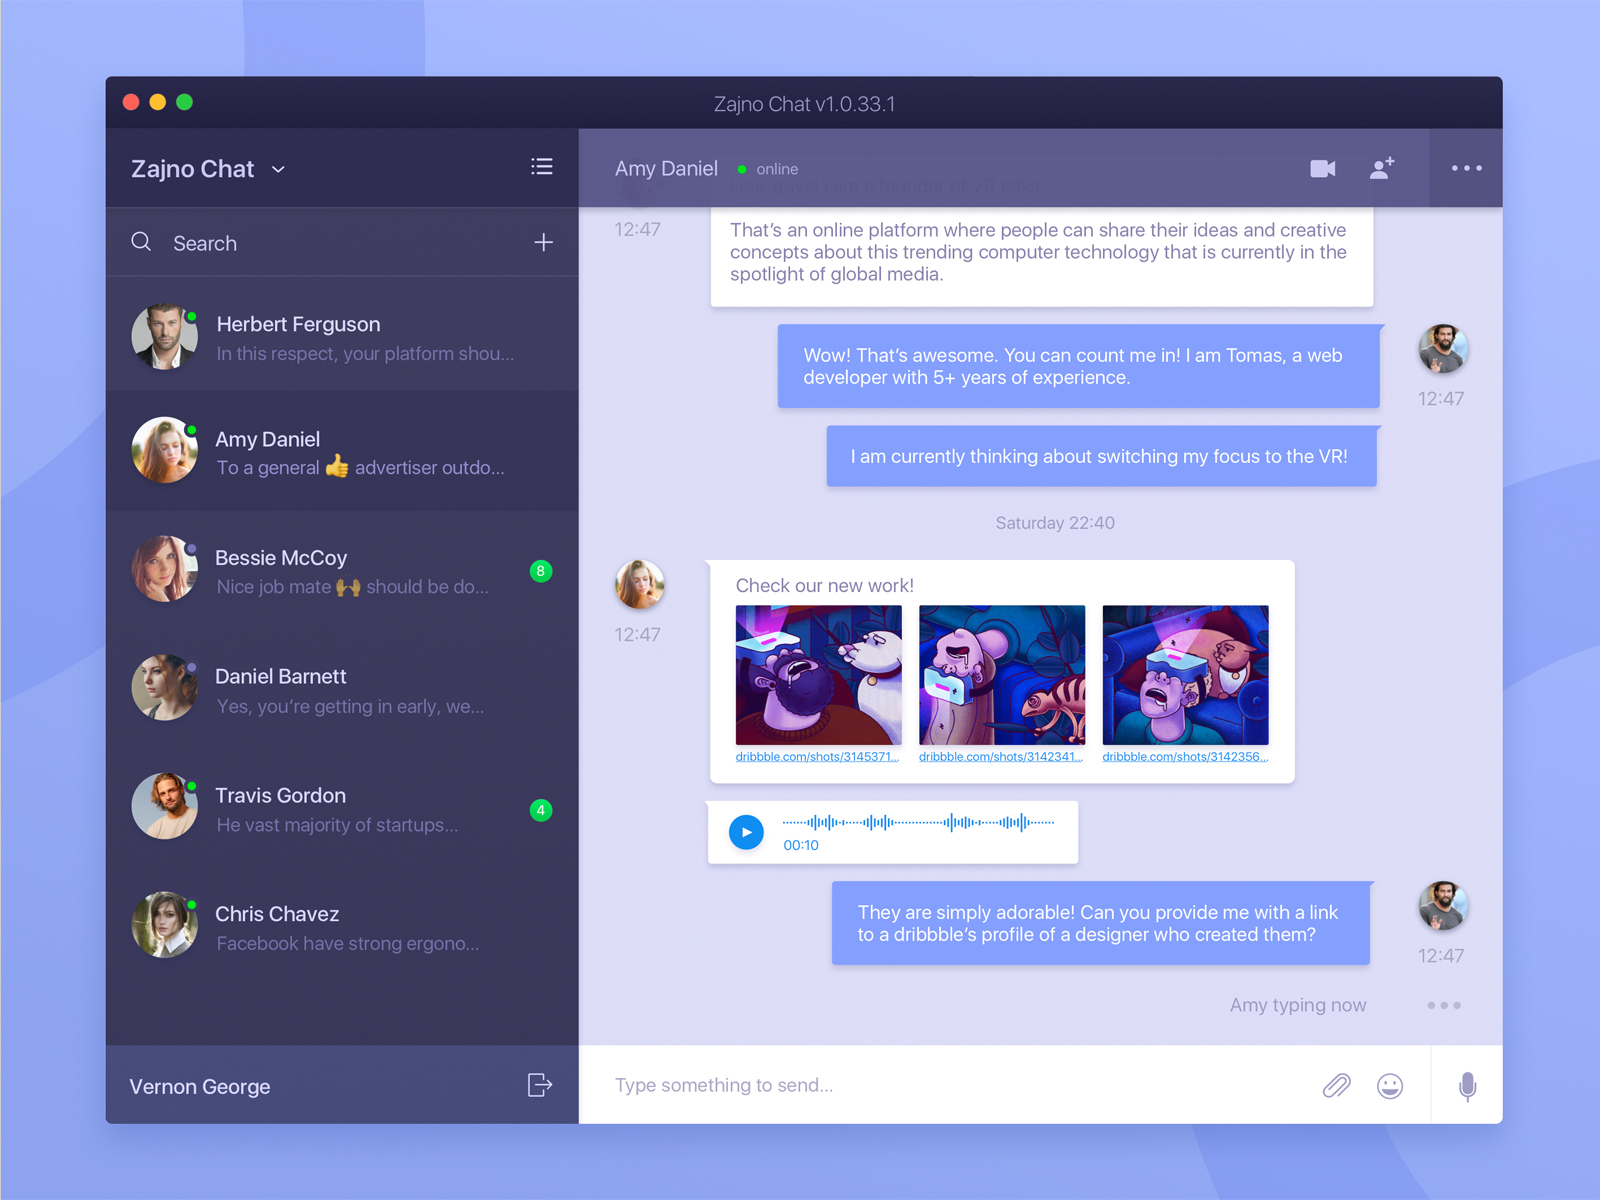 Zajno Chat v1.0.33.1
Zajno Chat
Search
Herbert Ferguson
In this respect, your platform shou...
Amy Daniel
To a general 👍 advertiser outdo...
Bessie McCoy
Nice job mate 🙌 should be do...
8
Daniel Barnett
Yes, you’re getting in early, we...
Travis Gordon
He vast majority of startups...
4
Chris Chavez
Facebook have strong ergono...
Vernon George
Amy Daniel
online
Hey, guys! I am a founder of VR talks
12:47
That’s an online platform where people can share their ideas and creative
concepts about this trending computer technology that is currently in the
spotlight of global media.
Wow! That’s awesome. You can count me in! I am Tomas, a web
developer with 5+ years of experience.
12:47
I am currently thinking about switching my focus to the VR!
Saturday 22:40
12:47
Check our new work!
dribbble.com/shots/3145371...
dribbble.com/shots/3142341...
dribbble.com/shots/3142356...
00:10
They are simply adorable! Can you provide me with a link
to a dribbble’s profile of a designer who created them?
12:47
Amy typing now
Type something to send...